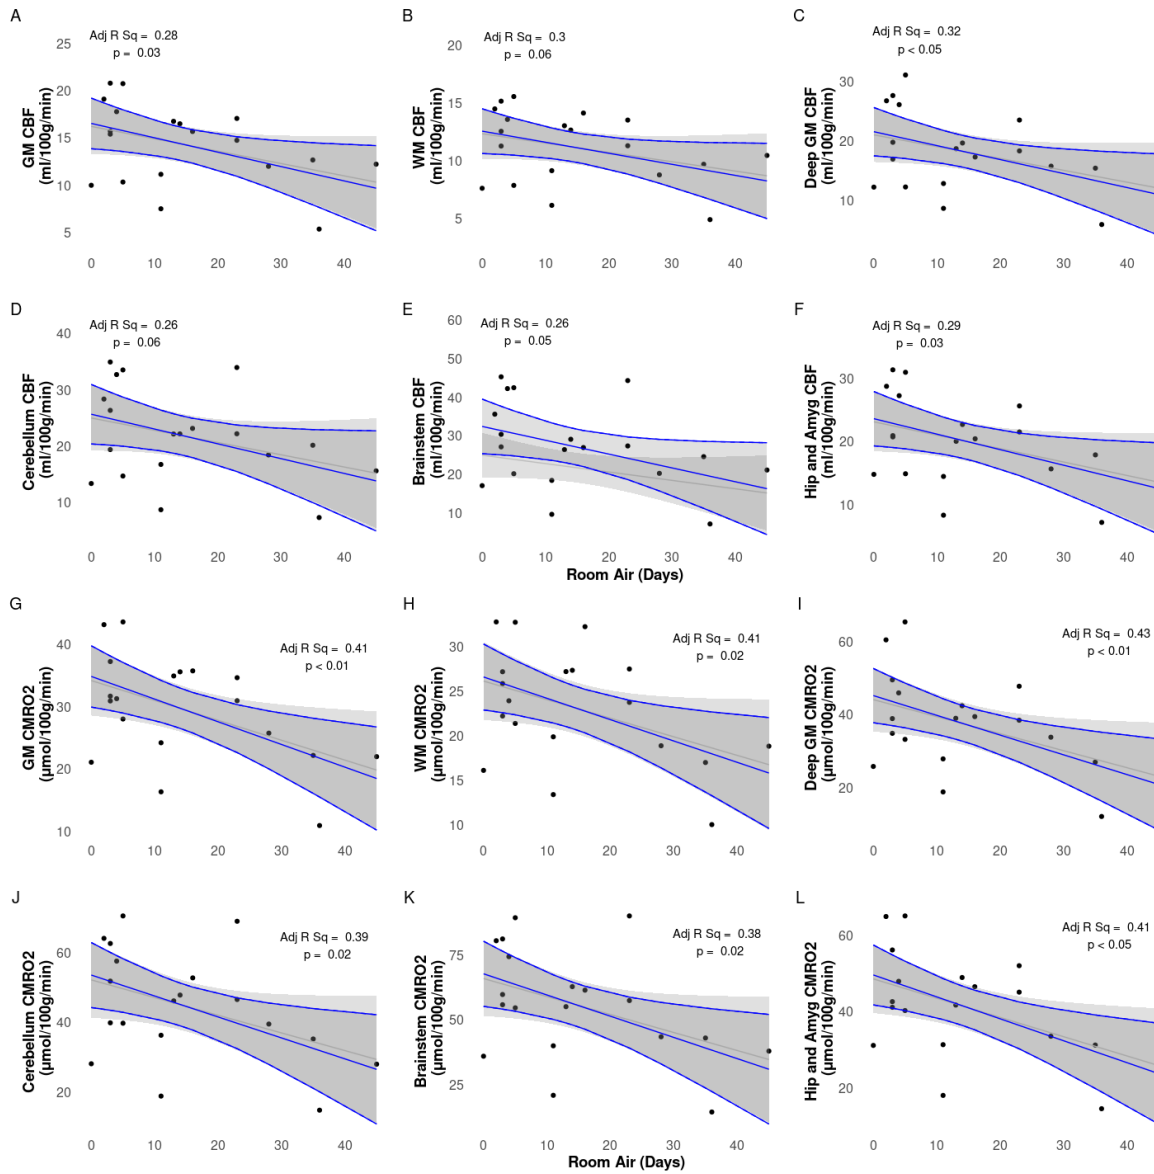 A
Adj R Sq = 0.28
p = 0.03
GM CBF
(ml/100g/min)
25
20
15
10
5
0
10
20
30
40
B
Adj R Sq = 0.3
p = 0.06
WM CBF
(ml/100g/min)
20
15
10
5
0
10
20
30
40
C
Adj R Sq = 0.32
p < 0.05
Deep GM CBF
(ml/100g/min)
30
20
10
0
10
20
30
40
D
Adj R Sq = 0.26
p = 0.06
Cerebellum CBF
(ml/100g/min)
40
30
20
10
0
10
20
30
40
E
Adj R Sq = 0.26
p = 0.05
Brainstem CBF
(ml/100g/min)
60
50
40
30
20
10
0
10
20
30
40
Room Air (Days)
F
Adj R Sq = 0.29
p = 0.03
Hip and Amyg CBF
(ml/100g/min)
30
20
10
0
10
20
30
40
G
Adj R Sq = 0.41
p < 0.01
GM CMRO2
(μmol/100g/min)
40
30
20
10
0
10
20
30
40
H
Adj R Sq = 0.41
p = 0.02
WM CMRO2
(μmol/100g/min)
30
25
20
15
10
0
10
20
30
40
I
Adj R Sq = 0.43
p < 0.01
Deep GM CMRO2
(μmol/100g/min)
60
40
20
0
10
20
30
40
J
Adj R Sq = 0.39
p = 0.02
Cerebellum CMRO2
(μmol/100g/min)
60
40
20
0
10
20
30
40
K
Adj R Sq = 0.38
p = 0.02
Brainstem CMRO2
(μmol/100g/min)
75
50
25
0
10
20
30
40
Room Air (Days)
L
Adj R Sq = 0.41
p < 0.05
Hip and Amyg CMRO2
(μmol/100g/min)
60
40
20
0
10
20
30
40